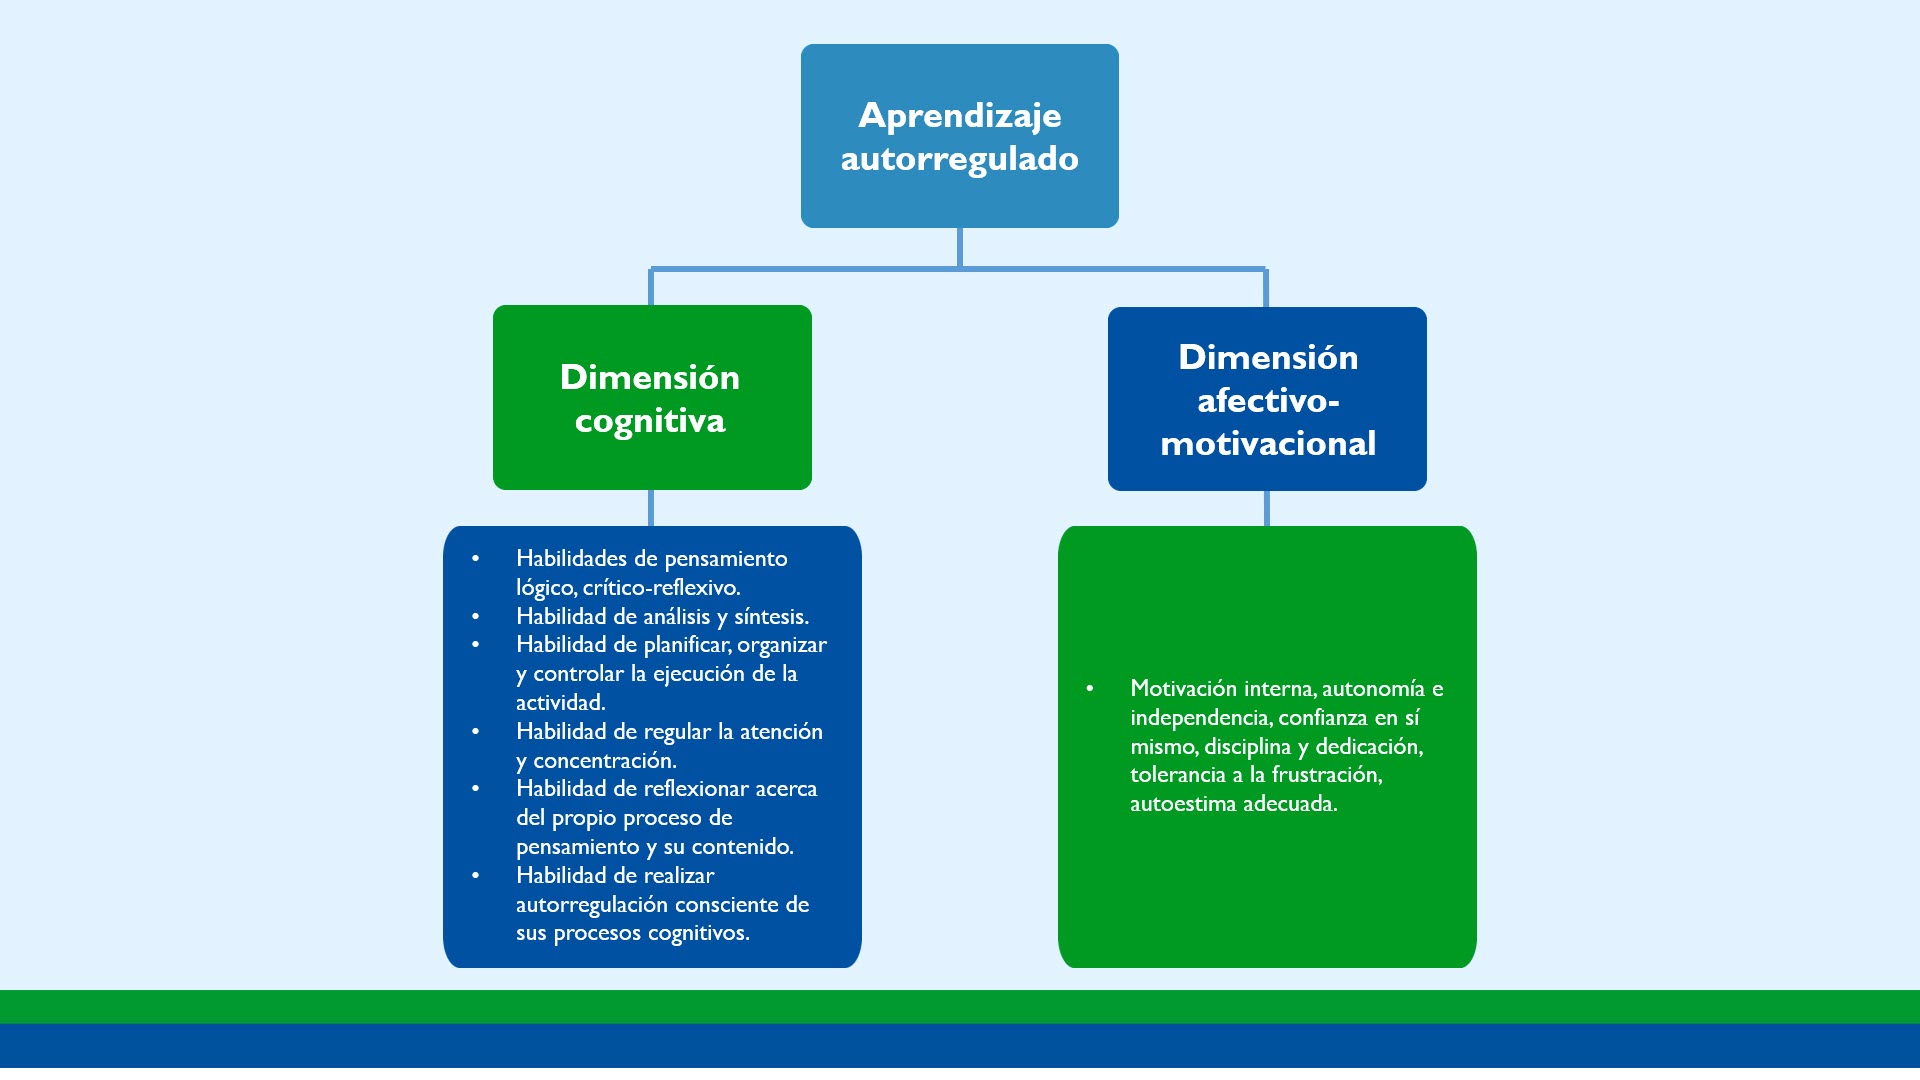 Aprendizaje
autorregulado
Dimensión
cognitiva
Dimensión
afectivo-
motivacional
• Habilidades de pensamiento
lógico, crítico-reflexivo.
• Habilidad de análisis y síntesis.
• Habilidad de planificar, organizar
y controlar la ejecución de la
actividad.
• Habilidad de regular la atención
y concentración.
• Habilidad de reflexionar acerca
del propio proceso de
pensamiento y su contenido.
• Habilidad de realizar
autorregulación consciente de
sus procesos cognitivos.
• Motivación interna, autonomía e
independencia, confianza en sí
mismo, disciplina y dedicación,
tolerancia a la frustración,
autoestima adecuada.